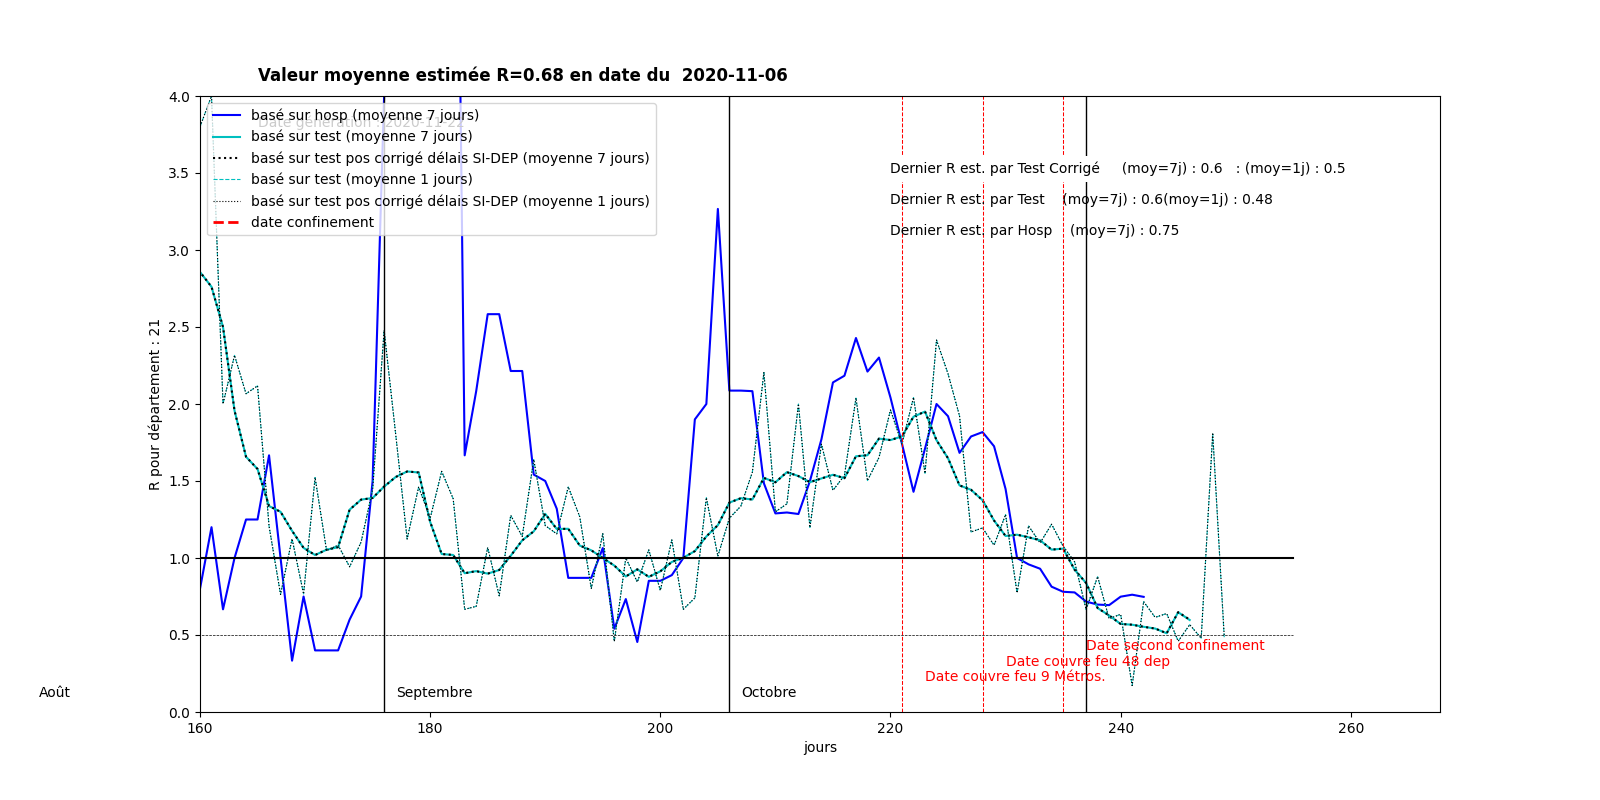 Valeur moyenne estimée R=0.68 en date du  2020-11-06
Date génération : 2020-11-22
basé sur hosp (moyenne 7 jours)
basé sur test (moyenne 7 jours)
basé sur test pos corrigé délais SI-DEP (moyenne 7 jours)
basé sur test (moyenne 1 jours)
basé sur test pos corrigé délais SI-DEP (moyenne 1 jours)
date confinement
Dernier R est. par Test Corrigé     (moy=7j) : 0.6   : (moy=1j) : 0.5
Dernier R est. par Test    (moy=7j) : 0.6(moy=1j) : 0.48
Dernier R est. par Hosp    (moy=7j) : 0.75
4.0
3.5
3.0
2.5
2.0
1.5
1.0
0.5
0.0
R pour département : 21
Date second confinement
Date couvre feu 48 dep
Date couvre feu 9 Métros.
Août
Septembre
Octobre
160
180
200
220
240
260
jours